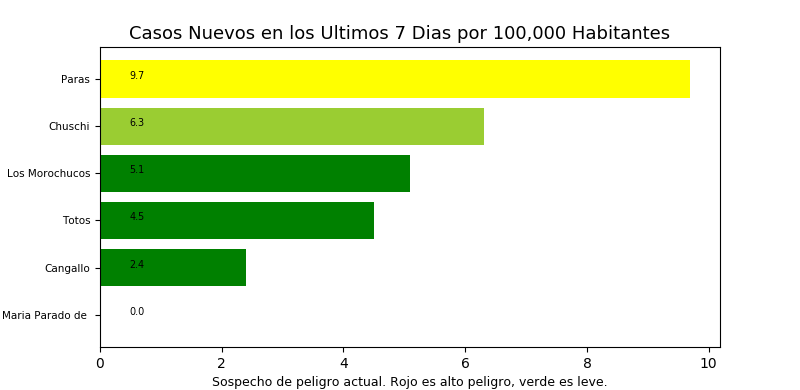 Casos Nuevos en los Ultimos 7 Dias por 100,000 Habitantes
Paras 9.7
Chuschi 6.3
Los Morochucos 5.1
Totos 4.5
Cangallo 2.4
Maria Parado de 0.0
0 2 4 6 8 10
Sospecho de peligro actual. Rojo es alto peligro, verde es leve.